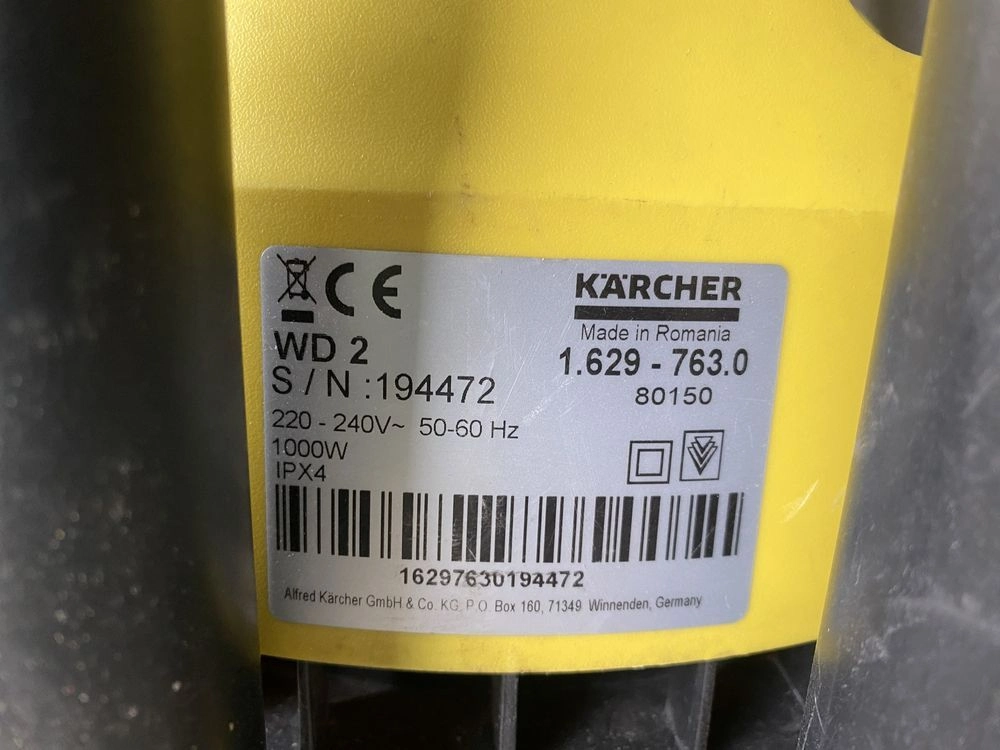 CE
KÄRCHER
Made in Romania
WD 2
1.629 - 763.0
S / N :194472
80150
220 - 240V~ 50-60 Hz
1000W
IPX4
16297630194472
Alfred Kärcher GmbH & Co. KG, P.O. Box 160, 71349 Winnenden, Germany